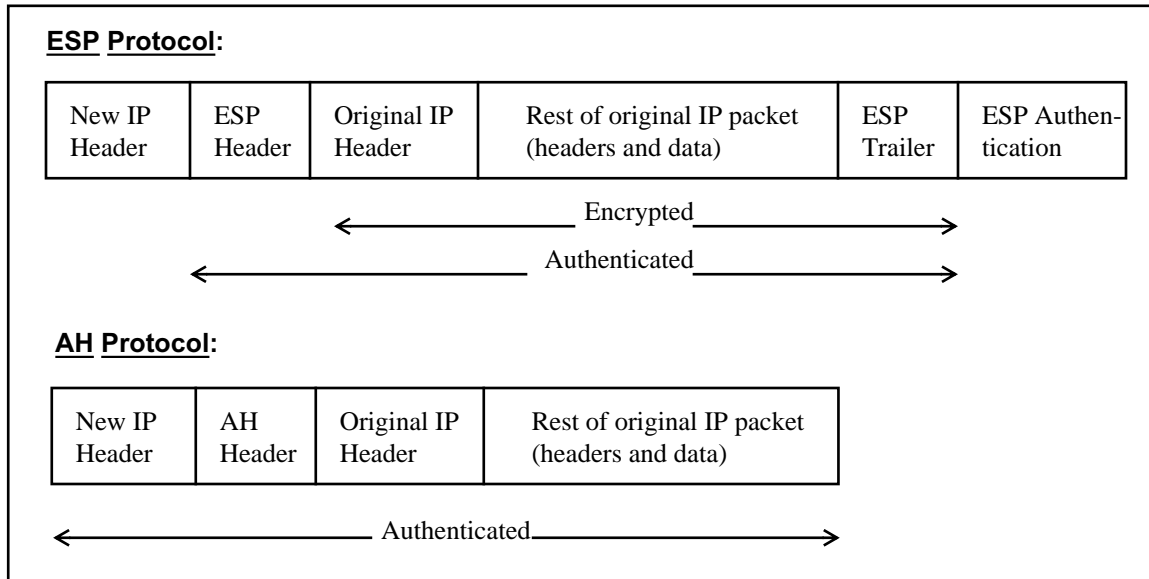 ESP Protocol:
New IP Header
ESP Header
Original IP Header
Rest of original IP packet (headers and data)
ESP Trailer
ESP Authen-tication
Encrypted
Authenticated
AH Protocol:
New IP Header
AH Header
Original IP Header
Rest of original IP packet (headers and data)
Authenticated